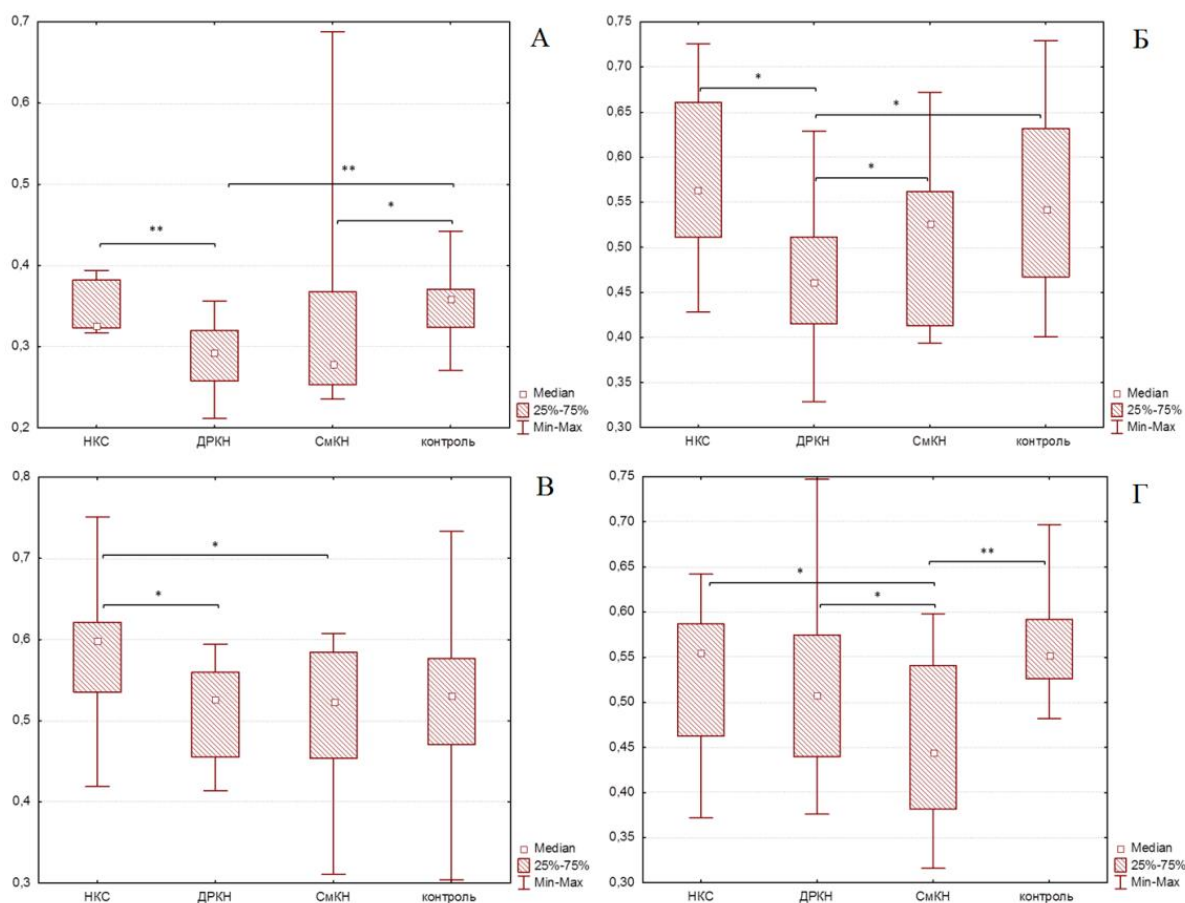 А
0,7
0,6
0,5
0,4
0,3
0,2
**
**
*
НКС
ДРКН
СмКН
контроль
Median
25%-75%
Min-Max
Б
0,75
0,70
0,65
0,60
0,55
0,50
0,45
0,40
0,35
0,30
*
*
*
НКС
ДРКН
СмКН
контроль
Median
25%-75%
Min-Max
В
0,8
0,7
0,6
0,5
0,4
0,3
*
*
НКС
ДРКН
СмКН
контроль
Median
25%-75%
Min-Max
Г
0,75
0,70
0,65
0,60
0,55
0,50
0,45
0,40
0,35
0,30
**
*
*
НКС
ДРКН
СмКН
контроль
Median
25%-75%
Min-Max